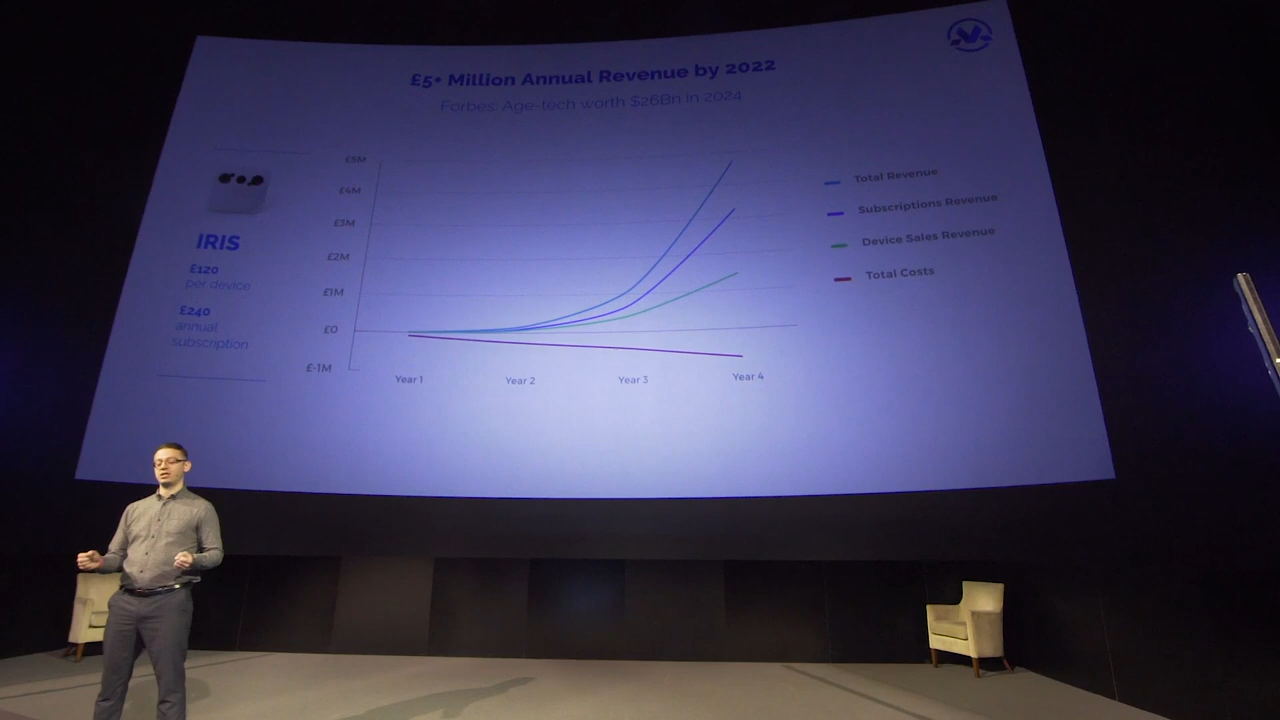 £5+ Million Annual Revenue by 2022
Forbes: Age-tech worth $26Bn in 2024
IRIS
£120
per device
£240
annual
subscription
£5M
£4M
£3M
£2M
£1M
£0
£-1M
Year 1
Year 2
Year 3
Year 4
Total Revenue
Subscriptions Revenue
Device Sales Revenue
Total Costs